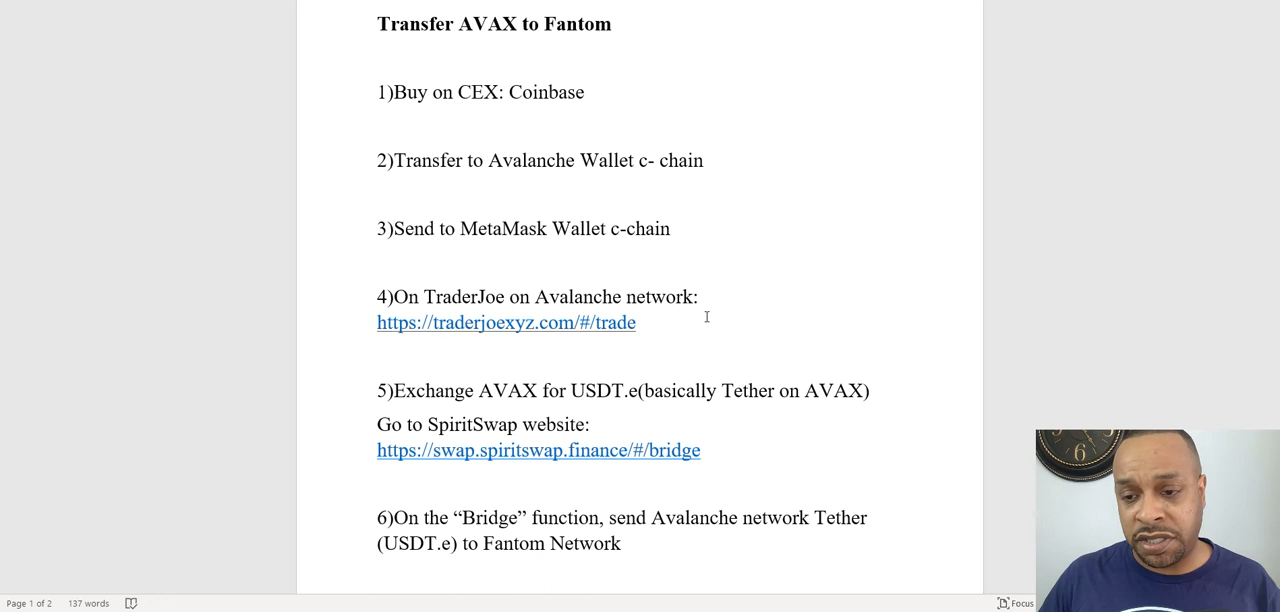 Transfer AVAX to Fantom
1)Buy on CEX: Coinbase
2)Transfer to Avalanche Wallet c- chain
3)Send to MetaMask Wallet c-chain
4)On TraderJoe on Avalanche network:
https://traderjoexyz.com/#/trade
5)Exchange AVAX for USDT.e(basically Tether on AVAX)
Go to SpiritSwap website:
https://swap.spiritswap.finance/#/bridge
6)On the “Bridge” function, send Avalanche network Tether
(USDT.e) to Fantom Network
Page 1 of 2 137 words Focus
6